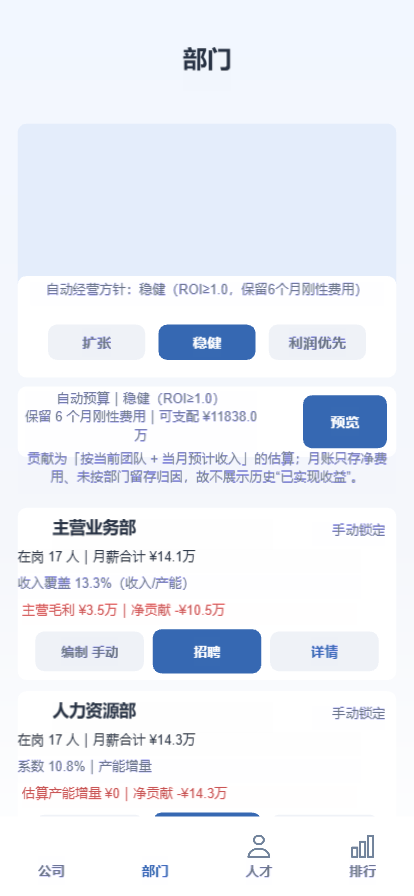 部门
自动经营方针：稳健（ROI≥1.0，保留6个月刚性费用）
扩张 稳健 利润优先
自动预算｜稳健（ROI≥1.0）
保留 6 个月刚性费用｜可支配 ¥11838.0
万
预览
贡献为「按当前团队 + 当月预计收入」的估算；月账只存净费
用、未按部门留存归因，故不展示历史“已实现收益”。
主营业务部 手动锁定
在岗 17 人｜月薪合计 ¥14.1万
收入覆盖 13.3%（收入/产能）
主营毛利 ¥3.5万｜净贡献 -¥10.5万
编制 手动 招聘 详情
人力资源部 手动锁定
在岗 17 人｜月薪合计 ¥14.3万
系数 10.8%｜产能增量
估算产能增量 ¥0｜净贡献 -¥14.3万
公司 部门 人才 排行